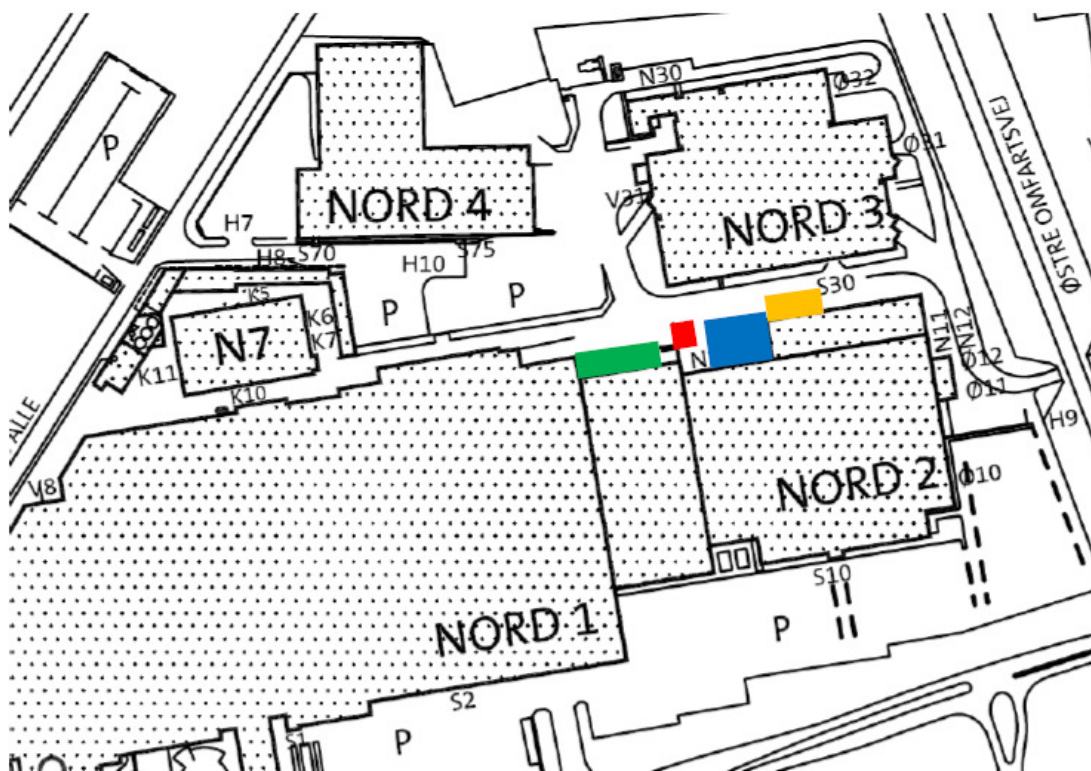 N30
Ø32
P
Ø31
ØSTRE OMFARTSVEJ
V31
NORD 4
NORD 3
H7
S70
S75
H8
H10
P
P
S30
K5
K6
K7
N7
N11
N12
N
Ø12
Ø11
K11
K10
ALLE
H9
V8
NORD 2
Ø10
S10
NORD 1
P
S2
S1
P